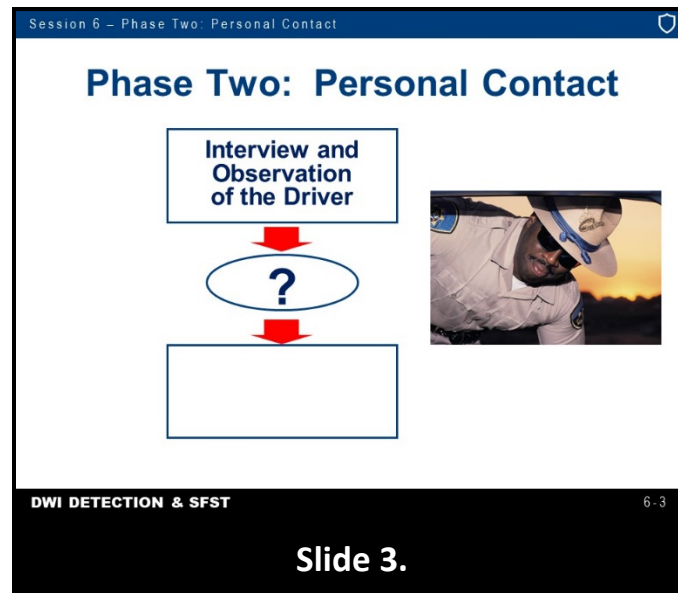 Session 6 – Phase Two: Personal Contact
Phase Two: Personal Contact
Interview and
Observation
of the Driver
?
DWI DETECTION & SFST
6-3
Slide 3.